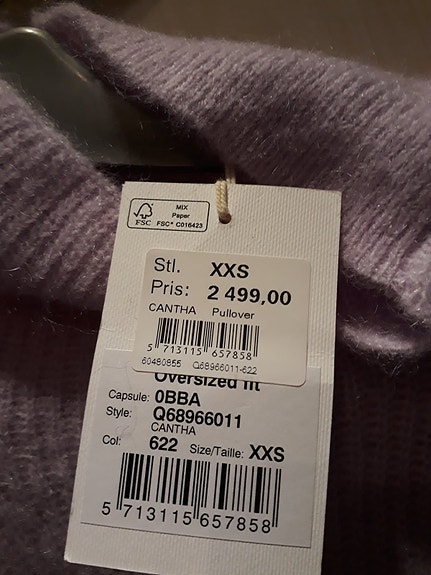 MIX
Paper
FSC
FSC® C016423
Stl. XXS
Pris: 2 499,00
CANTHA Pullover
5 713115 657858
60480855 Q68966011-622
Oversized fit
Capsule: 0BBA
Style: Q68966011
CANTHA
Col: 622 Size/Taille: XXS
5 713115 657858